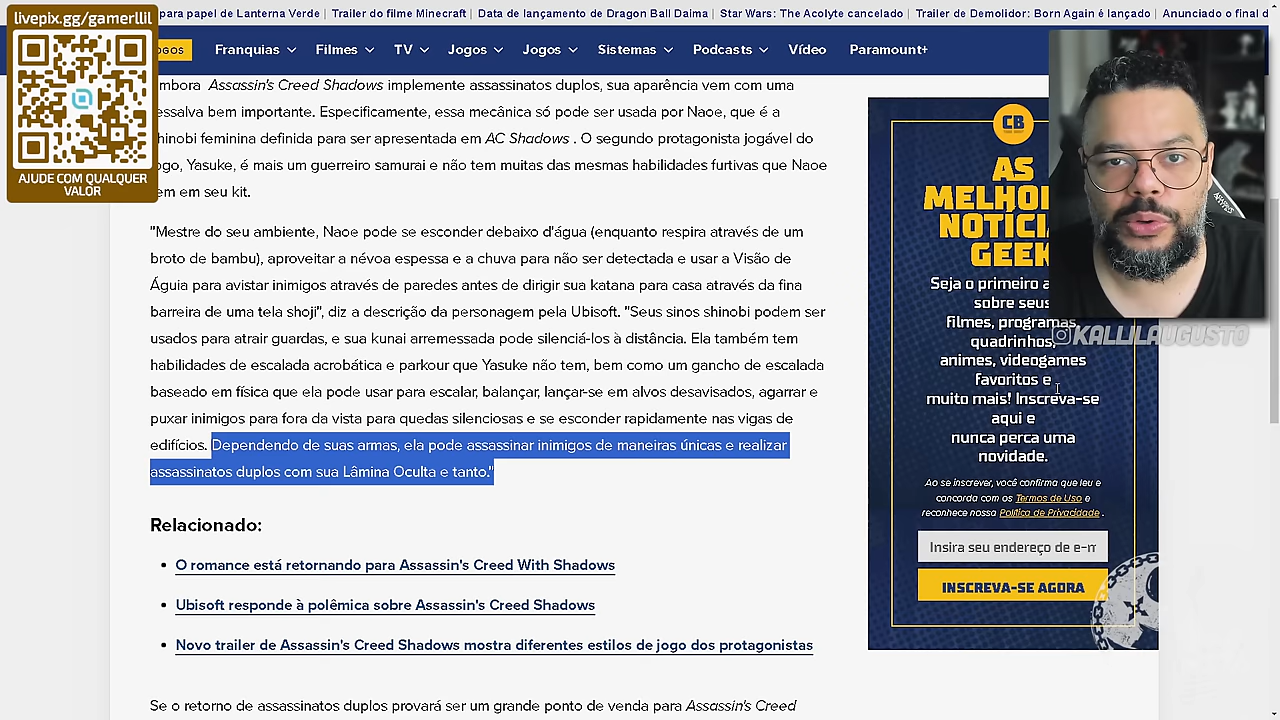 livepix.gg/gamerllll
AJUDE COM QUALQUER
VALOR
para papel de Lanterna Verde | Trailer do filme Minecraft | Data de lançamento de Dragon Ball Daima | Star Wars: The Acolyte cancelado | Trailer de Demolidor: Born Again é lançado | Anunciado o final d
OGOS Franquias Filmes TV Jogos Jogos Sistemas Podcasts Vídeo Paramount+
mbora Assassin's Creed Shadows implemente assassinatos duplos, sua aparência vem com uma
essalva bem importante. Especificamente, essa mecânica só pode ser usada por Naoe, que é a
hinobi feminina definida para ser apresentada em AC Shadows . O segundo protagonista jogável do
ogo, Yasuke, é mais um guerreiro samurai e não tem muitas das mesmas habilidades furtivas que Naoe
em em seu kit.
"Mestre do seu ambiente, Naoe pode se esconder debaixo d'água (enquanto respira através de um
broto de bambu), aproveitar a névoa espessa e a chuva para não ser detectada e usar a Visão de
Águia para avistar inimigos através de paredes antes de dirigir sua katana para casa através da fina
barreira de uma tela shoji", diz a descrição da personagem pela Ubisoft. "Seus sinos shinobi podem ser
usados para atrair guardas, e sua kunai arremessada pode silenciá-los à distância. Ela também tem
habilidades de escalada acrobática e parkour que Yasuke não tem, bem como um gancho de escalada
baseado em física que ela pode usar para escalar, balançar, lançar-se em alvos desavisados, agarrar e
puxar inimigos para fora da vista para quedas silenciosas e se esconder rapidamente nas vigas de
edifícios. Dependendo de suas armas, ela pode assassinar inimigos de maneiras únicas e realizar
assassinatos duplos com sua Lâmina Oculta e tanto."
Relacionado:
• O romance está retornando para Assassin's Creed With Shadows
• Ubisoft responde à polêmica sobre Assassin's Creed Shadows
• Novo trailer de Assassin's Creed Shadows mostra diferentes estilos de jogo dos protagonistas
Se o retorno de assassinatos duplos provará ser um grande ponto de venda para Assassin's Creed
CB
AS
MELHO
NOTÍCI
GEEK
Seja o primeiro a
sobre seus
filmes, programas,
quadrinhos,
animes, videogames
favoritos e
muito mais! Inscreva-se
aqui e
nunca perca uma
novidade.
Ao se inscrever, você confirma que leu e
concorda com os Termos de Uso e
reconhece nossa Política de Privacidade .
Insira seu endereço de e-m
INSCREVA-SE AGORA
@KALLILAUGUSTO